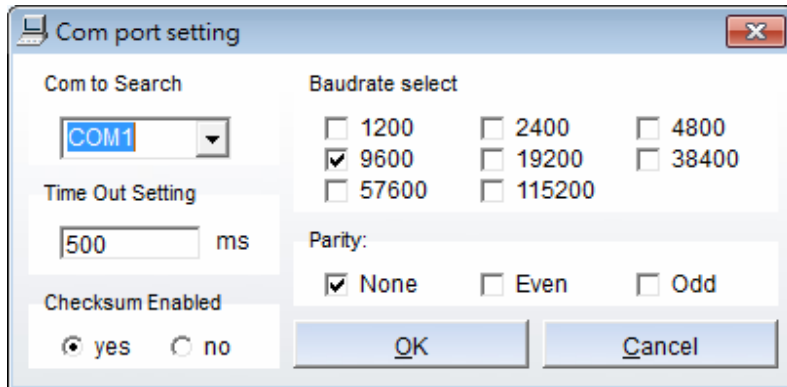 Com port setting
Com to Search
COM1
Time Out Setting
500 ms
Checksum Enabled
yes no
Baudrate select
1200 2400 4800
9600 19200 38400
57600 115200
Parity:
None Even Odd
OK Cancel